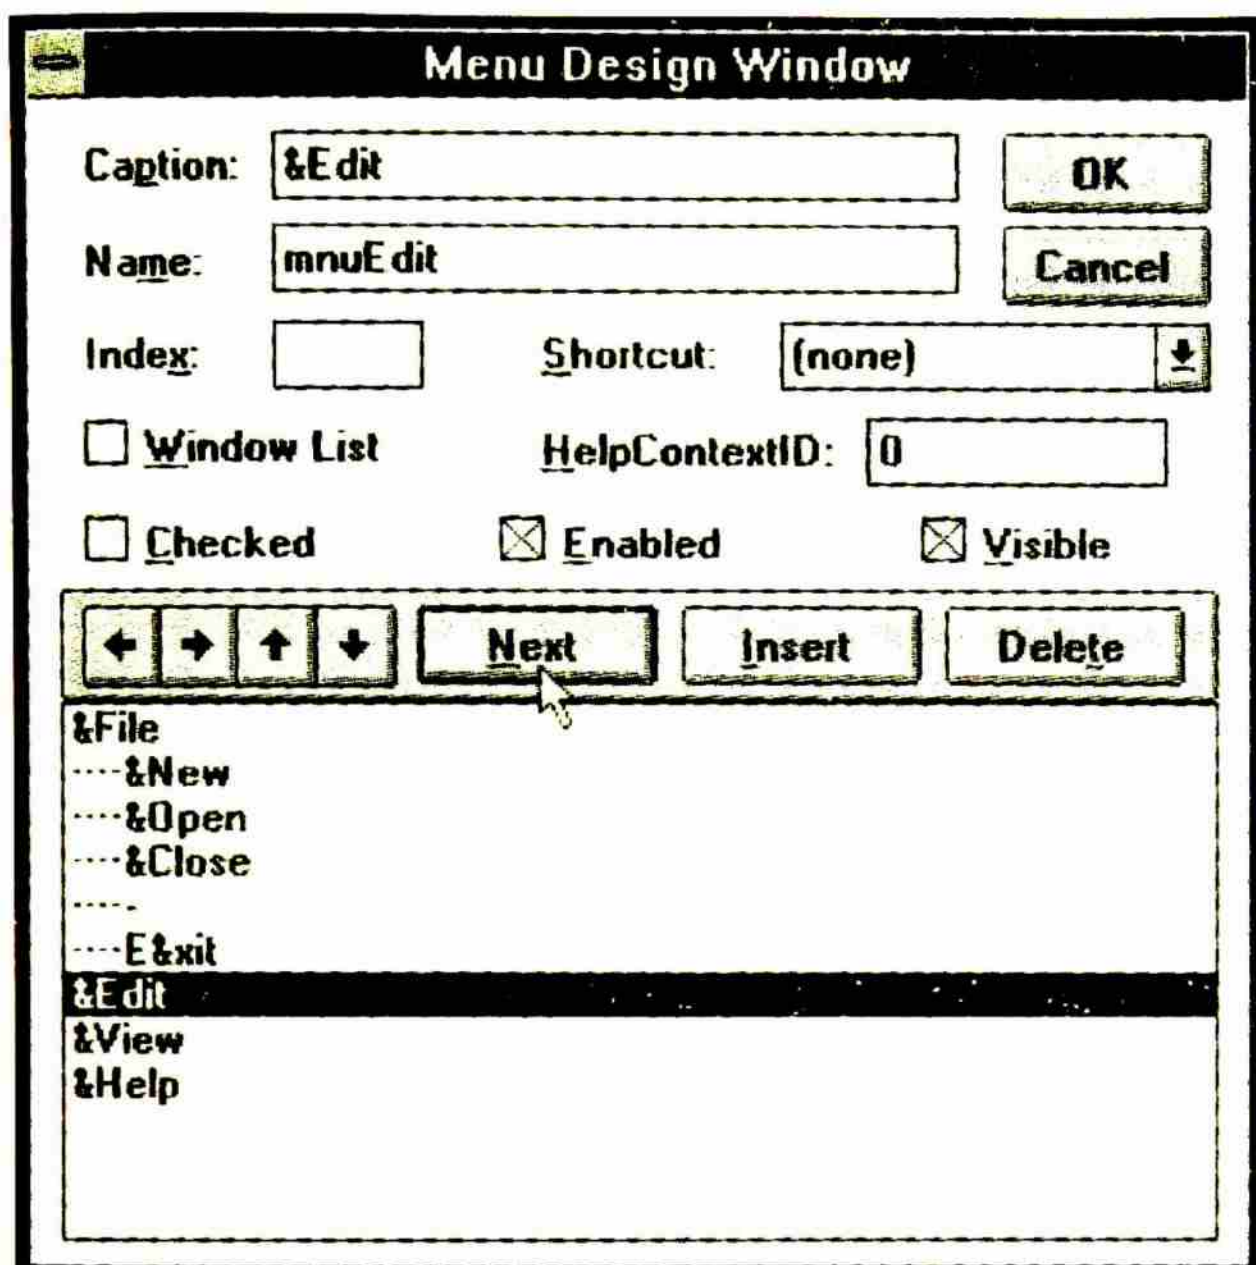 Menu Design Window
Caption: &Edit OK
Name: mnuEdit Cancel
Index: Shortcut: (none)
Window List HelpContextID: 0
Checked Enabled Visible
Next Insert Delete
&File
----&New
----&Open
----&Close
-----
----E&xit
&Edit
&View
&Help